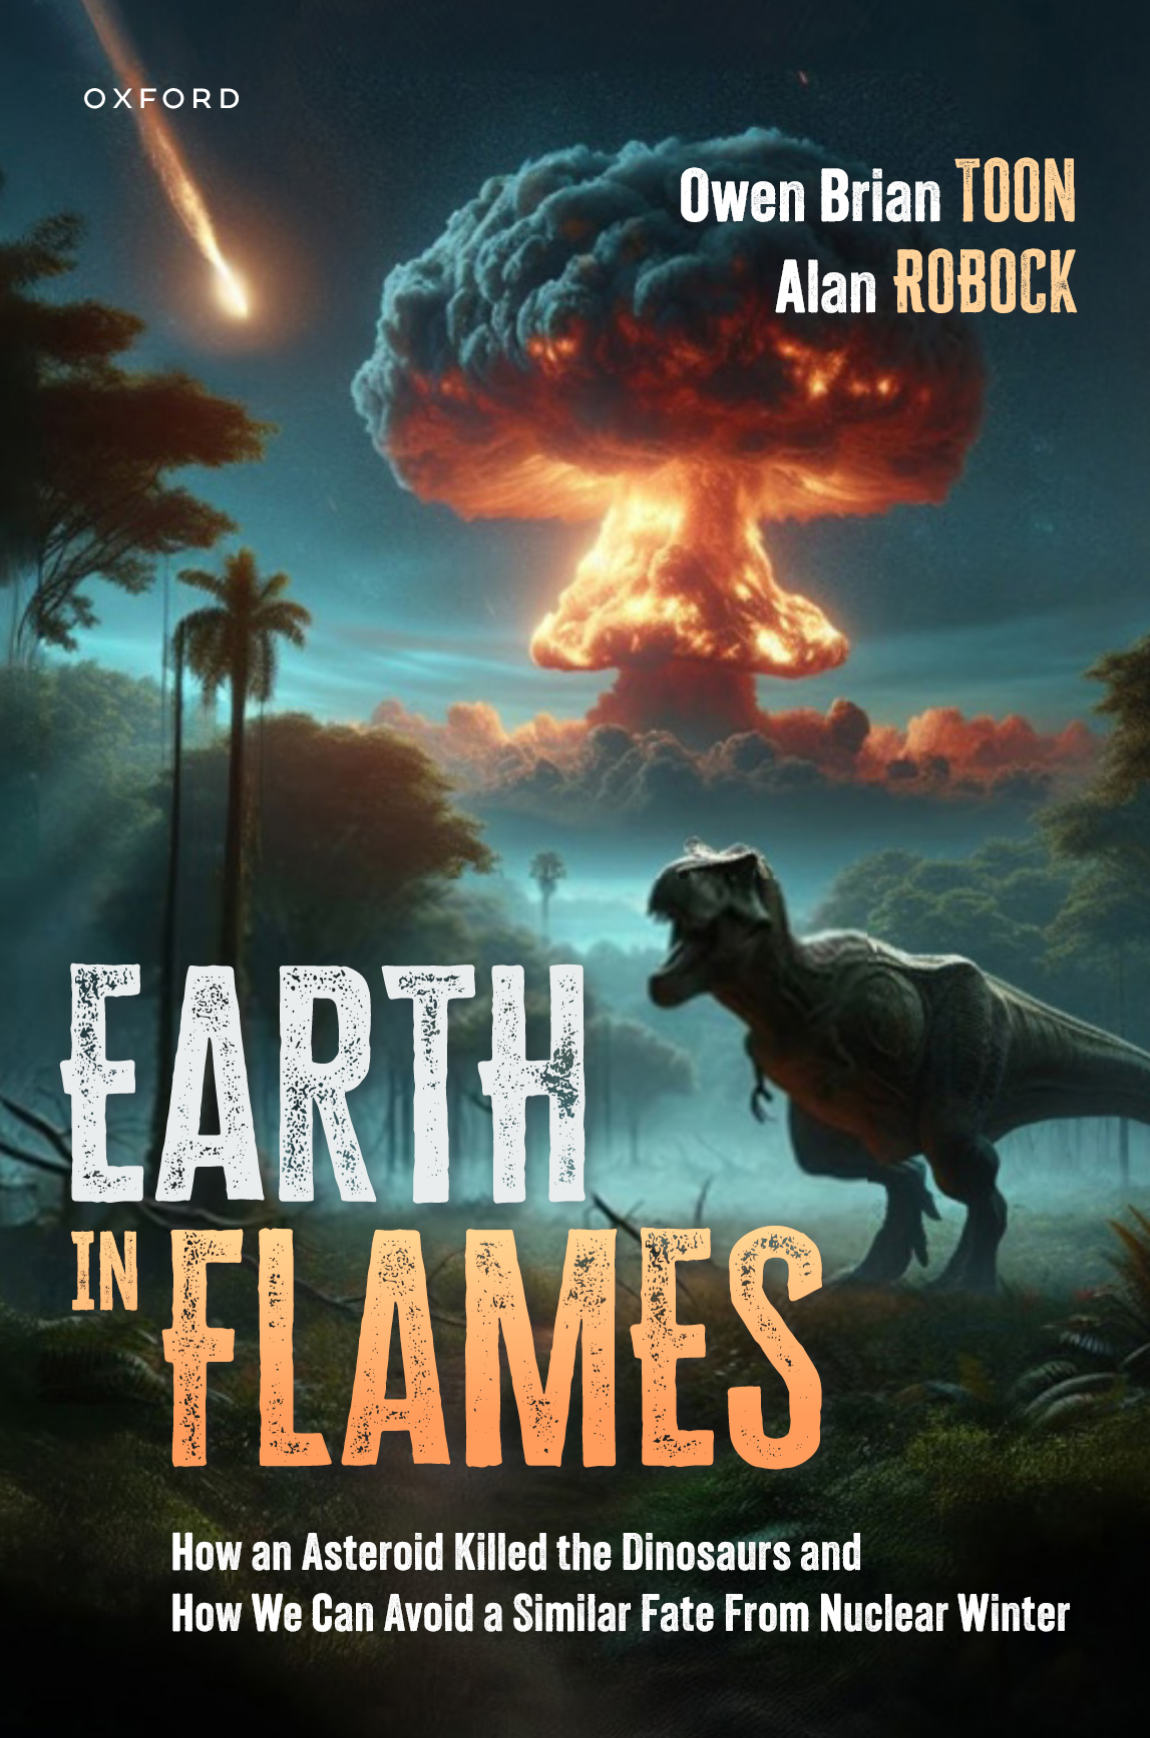 OXFORD
Owen Brian TOON
Alan ROBOCK
EARTH
IN FLAMES
How an Asteroid Killed the Dinosaurs and
How We Can Avoid a Similar Fate From Nuclear Winter